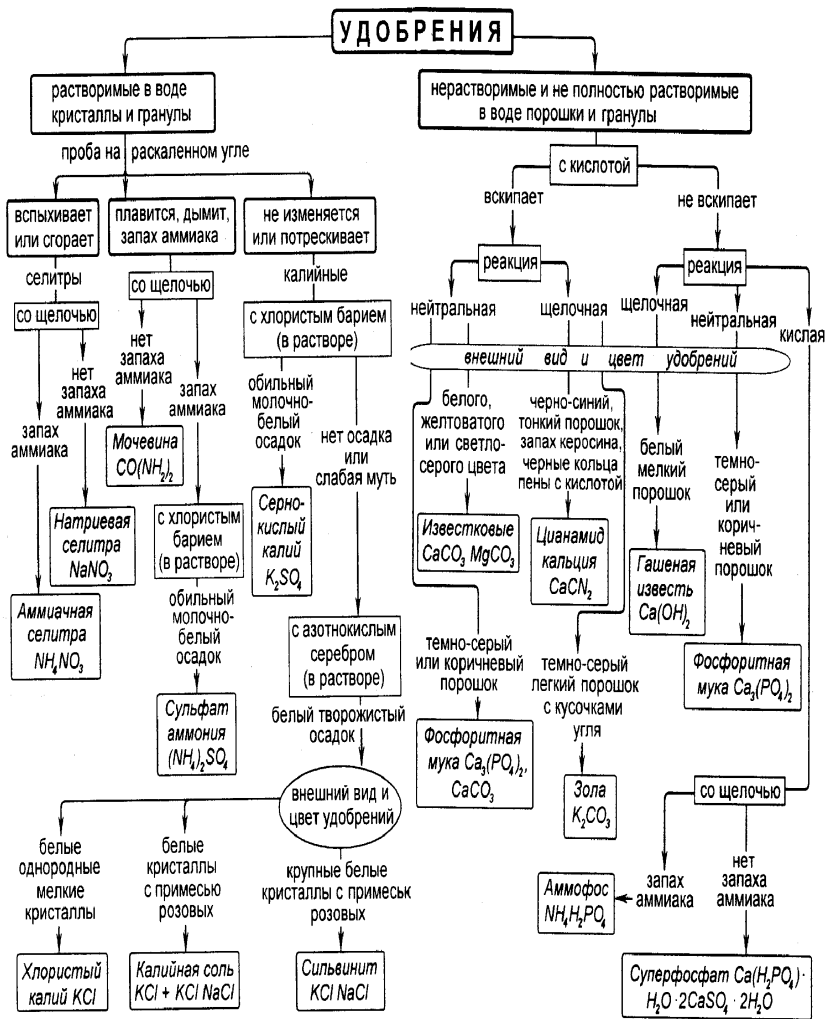 УДОБРЕНИЯ
растворимые в воде
кристаллы и гранулы
нерастворимые и не полностью растворимые
в воде порошки и гранулы
проба на раскаленном угле
с кислотой
вспыхивает
или сгорает
плавится, дымит,
запах аммиака
не изменяется
или потрескивает
вскипает
не вскипает
реакция
реакция
селитры
со щелочью
со щелочью
калийные
с хлористым барием
(в растворе)
нейтральная
щелочная
щелочная
нейтральная
кислая
внешний вид и цвет удобрений
запах
аммиака
нет
запаха
аммиака
нет
запаха
аммиака
запах
аммиака
обильный
молочно-
белый
осадок
нет осадка
или
слабая муть
белого,
желтоватого
или светло-
серого цвета
черно-синий,
тонкий порошок,
запах керосина,
черные кольца
пены с кислотой
белый
мелкий
порошок
темно-
серый
или
корич-
невый
порошок
Мочевина
CO(NH2)2
Натриевая
селитра
NaNO3
с хлористым
барием
(в растворе)
Серно-
кислый
калий
K2SO4
Известковые
CaCO3 MgCO3
Цианамид
кальция
CaCN2
Гашеная
известь
Ca(OH)2
Аммиачная
селитра
NH4NO3
обильный
молочно-
белый
осадок
с азотнокислым
серебром
(в растворе)
темно-серый
или коричневый
порошок
темно-серый
легкий порошок
с кусочками
угля
Фосфоритная
мука Ca3(PO4)2
Сульфат
аммония
(NH4)2SO4
белый творожистый
осадок
Фосфоритная
мука Ca3(PO4)2,
CaCO3
Зола
K2CO3
со щелочью
внешний вид и
цвет удобрений
белые
однородные
мелкие
кристаллы
белые
кристаллы
с примесью
розовых
крупные белые
кристаллы с примеськ
розовых
запах
аммиака
нет
запаха
аммиака
Аммофос
NH4H2PO4
Хлористый
калий KCl
Калийная соль
KCl + KCl NaCl
Сильвинит
KCl NaCl
Суперфосфат Ca(H2PO4)·
H2O·2CaSO4·2H2O